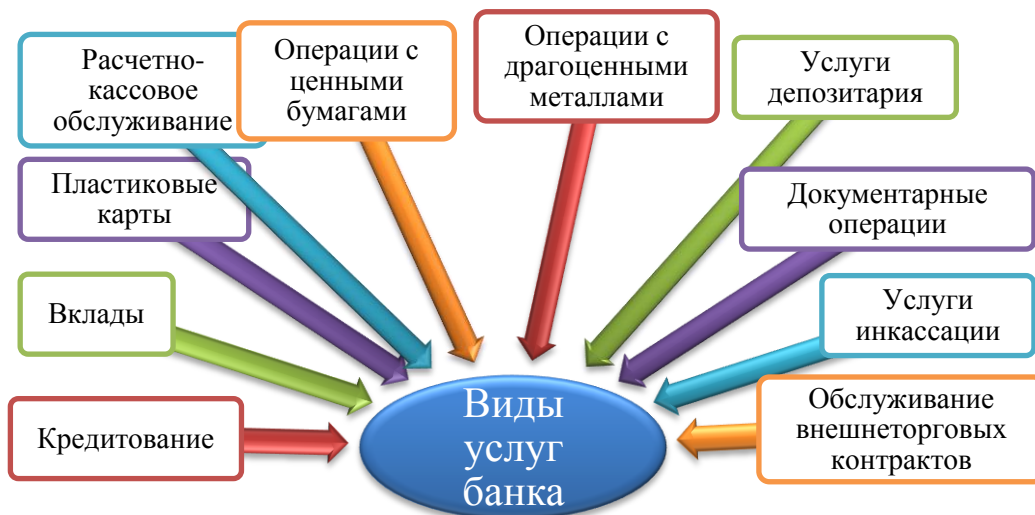 Расчетно-
кассовое
обслуживание
Операции с
ценными
бумагами
Операции с
драгоценными
металлами
Услуги
депозитария
Пластиковые
карты
Документарные
операции
Вклады
Услуги
инкассации
Кредитование
Виды
услуг
банка
Обслуживание
внешнеторговых
контрактов